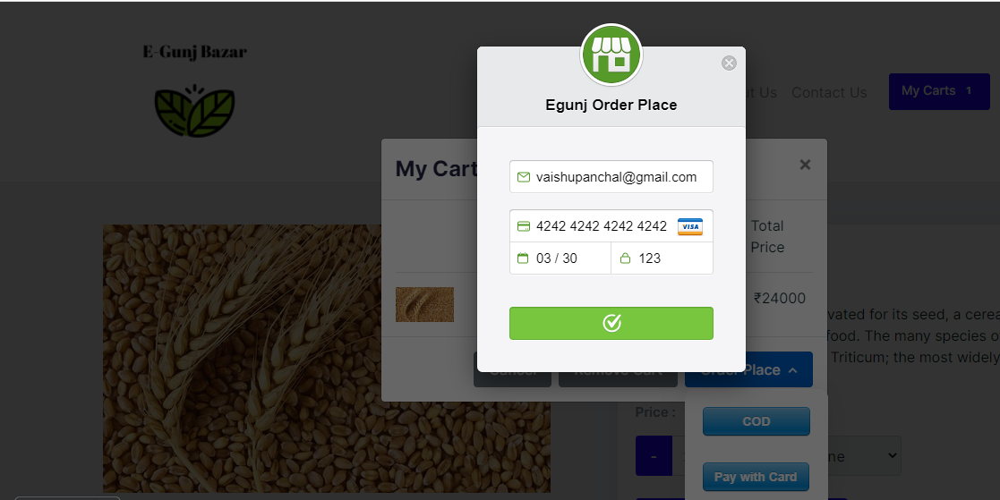 E-Gunj Bazar
Egunj Order Place
ut Us
Contact Us
My Carts 1
My Cart
vaishupanchal@gmail.com
4242 4242 4242 4242
VISA
03 / 30
123
Total
Price
₹24000
vated for its seed, a cerea
food. The many species o
Triticum; the most widely
Cancel
Remove Cart
Order Place
Price :
COD
-
ne
Pay with Card